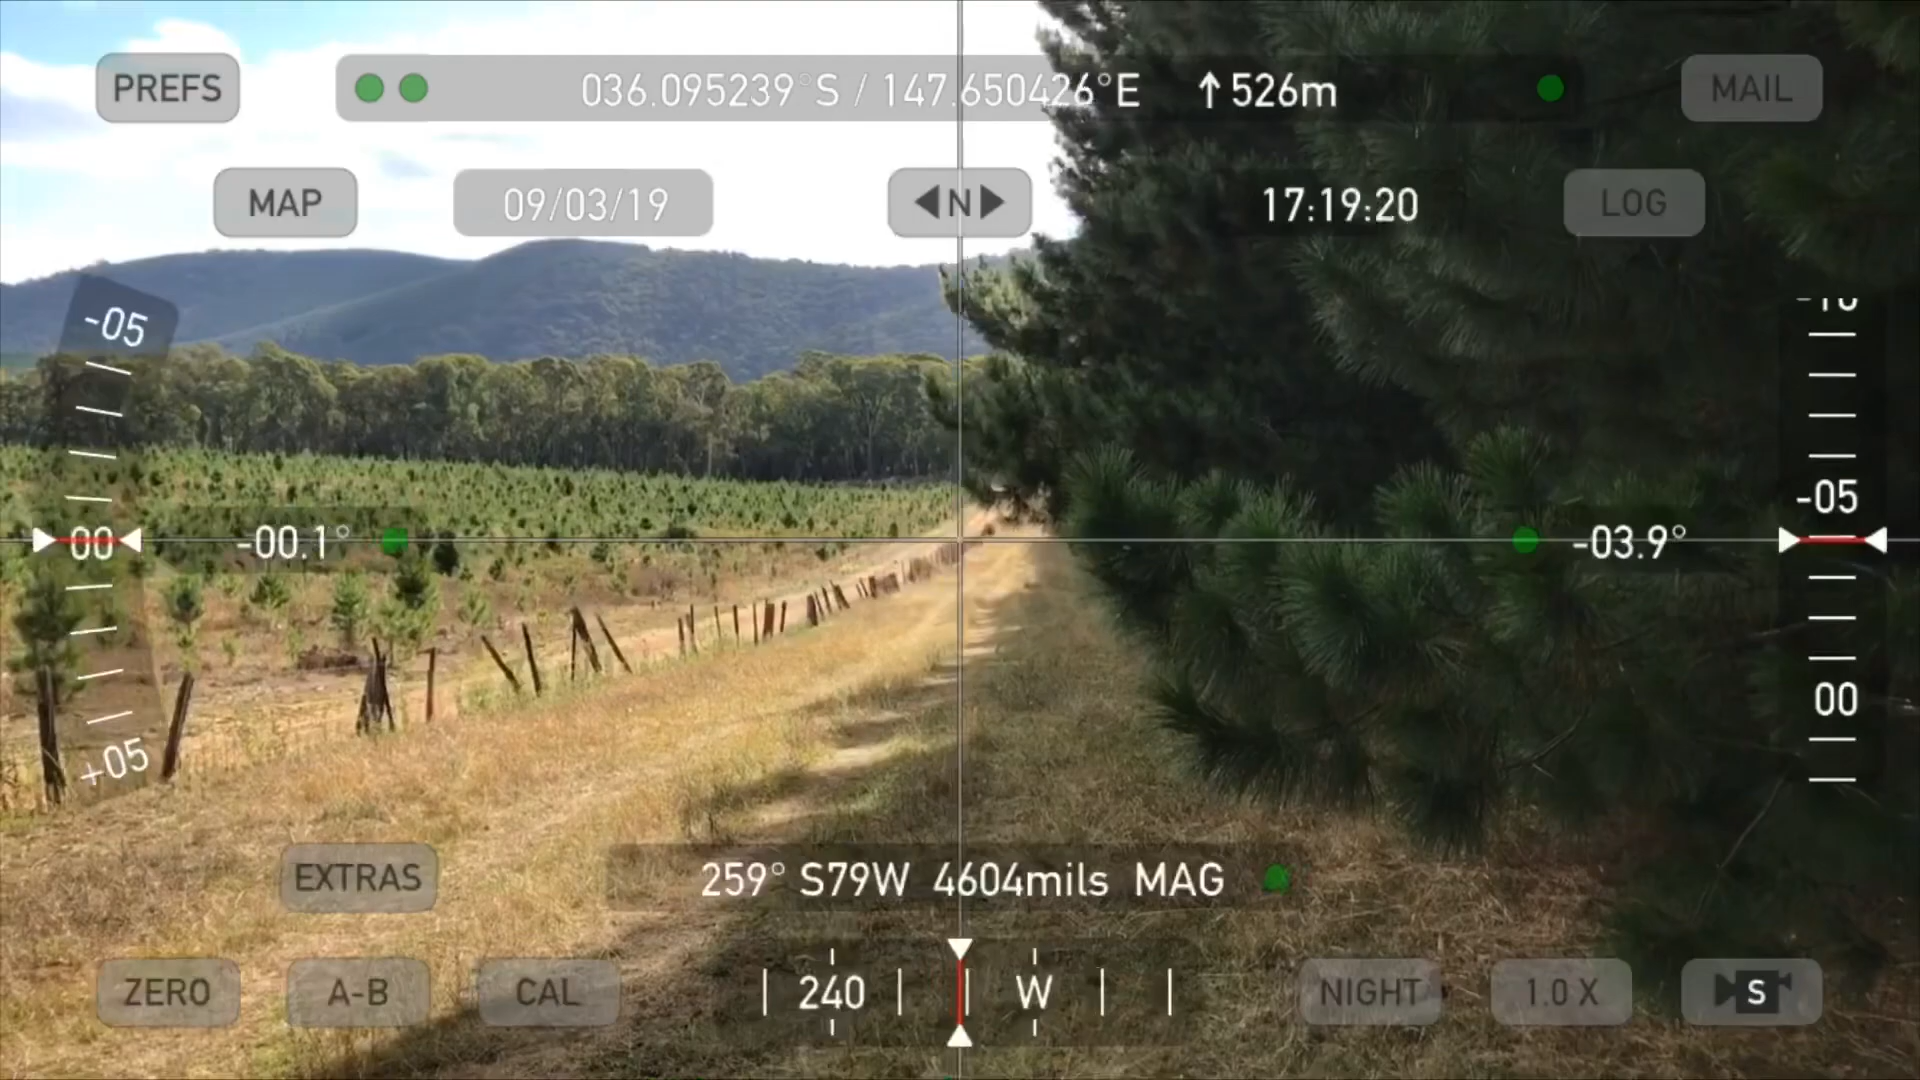 PREFS 036.095239°S / 147.650426°E ↑526m MAIL
MAP 09/03/19 ◀N▶ 17:19:20 LOG
-05 -10
-05
00 -00.1° -03.9°
00
+05
EXTRAS 259° S79W 4604mils MAG
ZERO A-B CAL 240 W NIGHT 1.0 X S